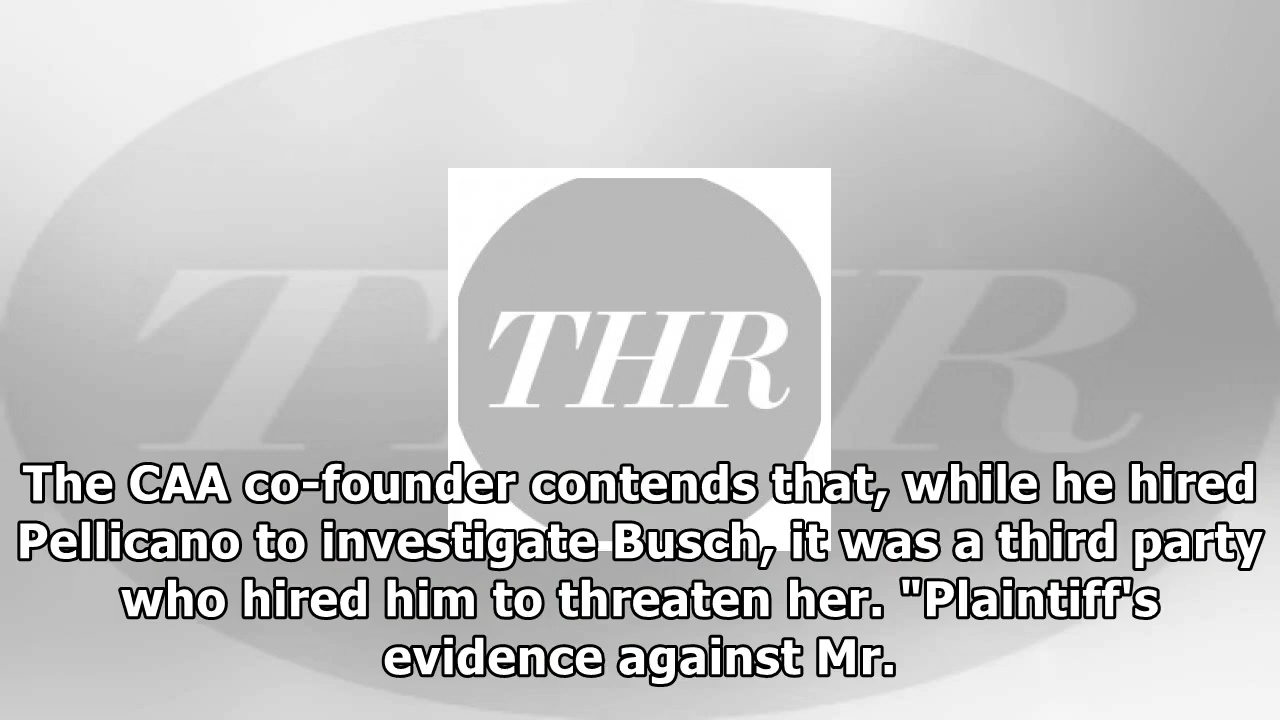 THR
The CAA co-founder contends that, while he hired
Pellicano to investigate Busch, it was a third party
who hired him to threaten her. "Plaintiff's
evidence against Mr.